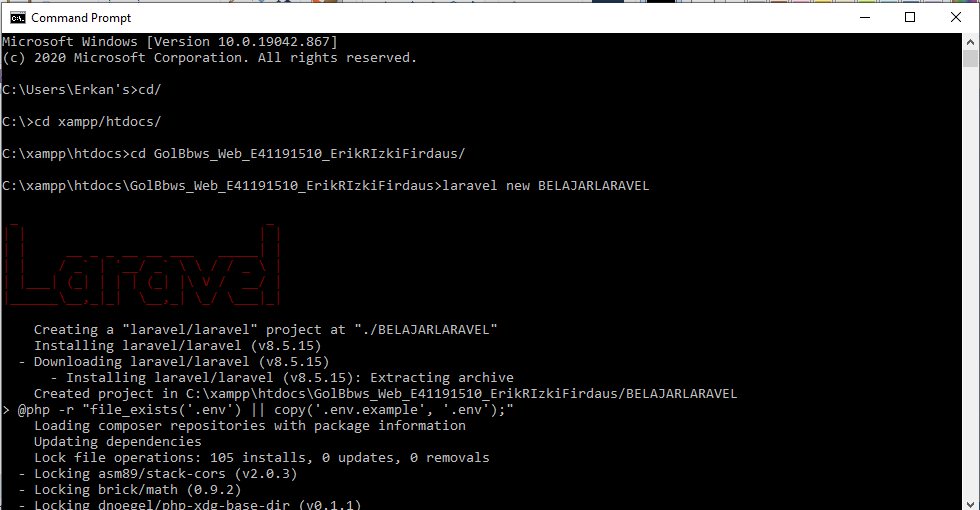 Command Prompt
Microsoft Windows [Version 10.0.19042.867]
(c) 2020 Microsoft Corporation. All rights reserved.
C:\Users\Erkan's>cd/
C:\>cd xampp/htdocs/
C:\xampp\htdocs>cd GolBbws_Web_E41191510_ErikRIzkiFirdaus/
C:\xampp\htdocs\GolBbws_Web_E41191510_ErikRIzkiFirdaus>laravel new BELAJARLARAVEL
Laravel
Creating a "laravel/laravel" project at "./BELAJARLARAVEL"
Installing laravel/laravel (v8.5.15)
- Downloading laravel/laravel (v8.5.15)
- Installing laravel/laravel (v8.5.15): Extracting archive
Created project in C:\xampp\htdocs\GolBbws_Web_E41191510_ErikRIzkiFirdaus/BELAJARLARAVEL
> @php -r "file_exists('.env') || copy('.env.example', '.env');"
Loading composer repositories with package information
Updating dependencies
Lock file operations: 105 installs, 0 updates, 0 removals
- Locking asm89/stack-cors (v2.0.3)
- Locking brick/math (0.9.2)
- Locking dnoegel/php-xdg-base-dir (v0.1.1)